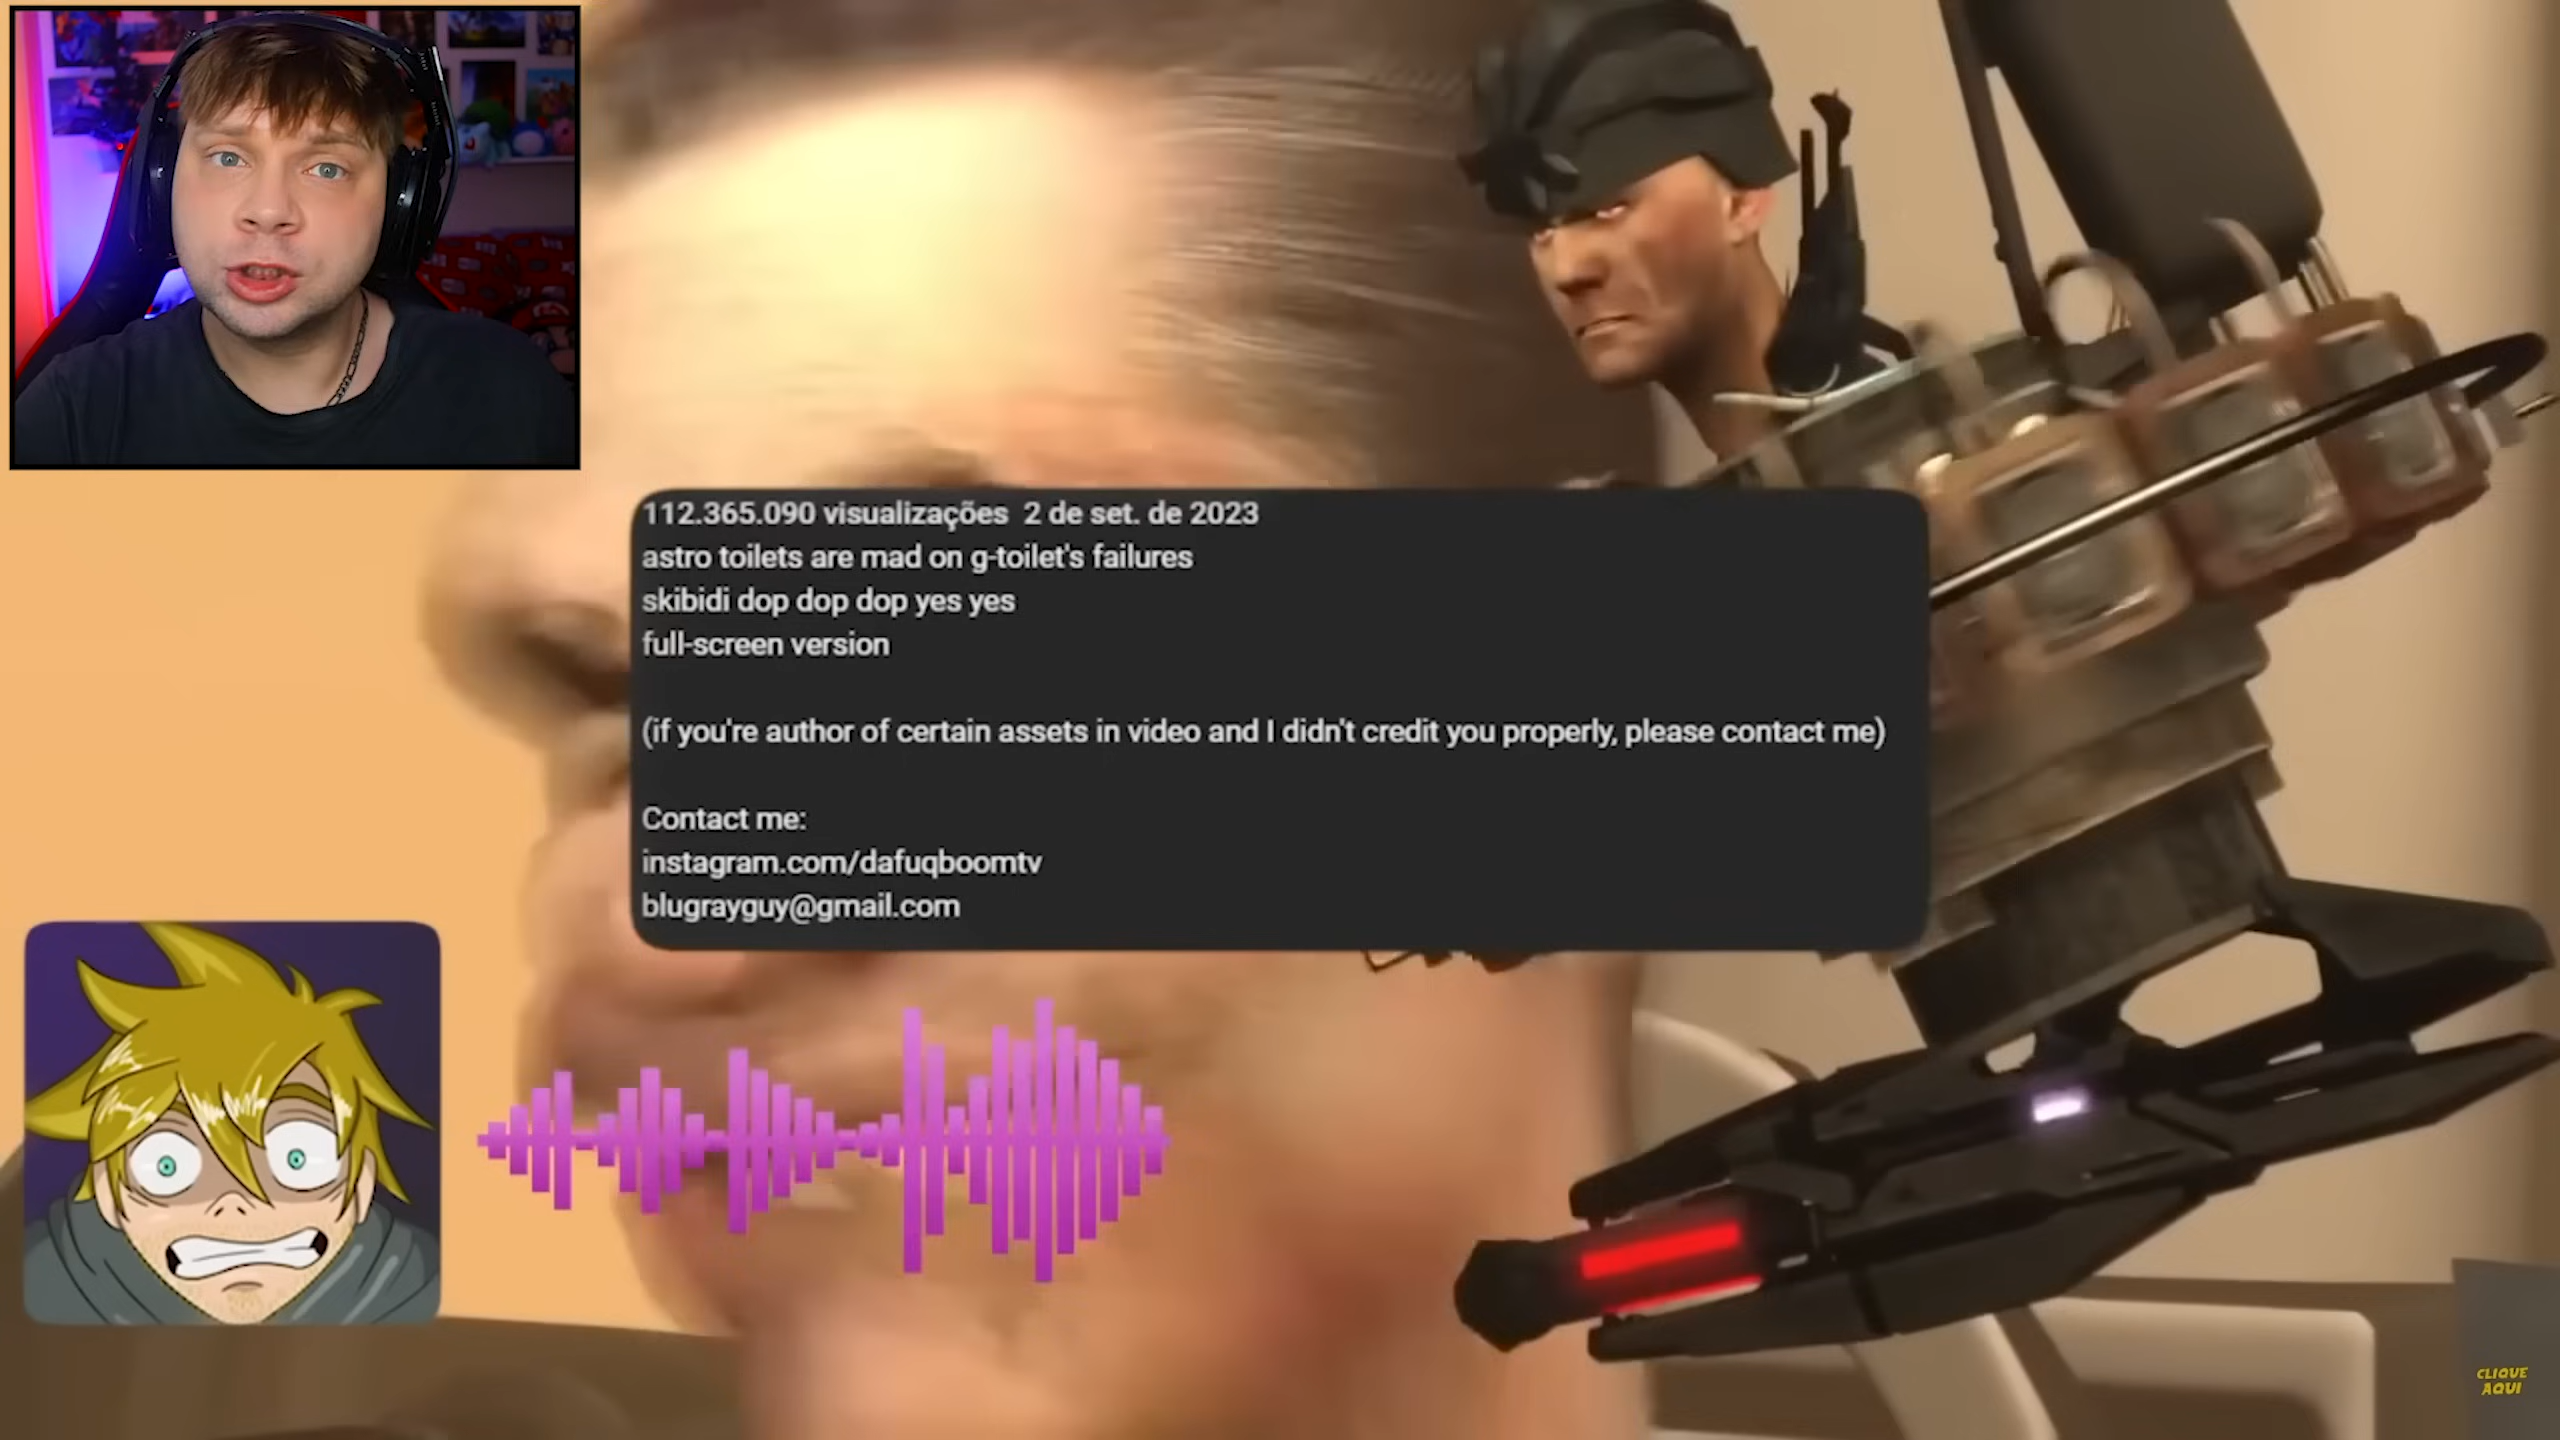 112.365.090 visualizações  2 de set. de 2023
astro toilets are mad on g-toilet's failures
skibidi dop dop dop yes yes
full-screen version
(if you're author of certain assets in video and I didn't credit you properly, please contact me)
Contact me:
instagram.com/dafuqboomtv
blugrayguy@gmail.com
CLIQUE
AQUI